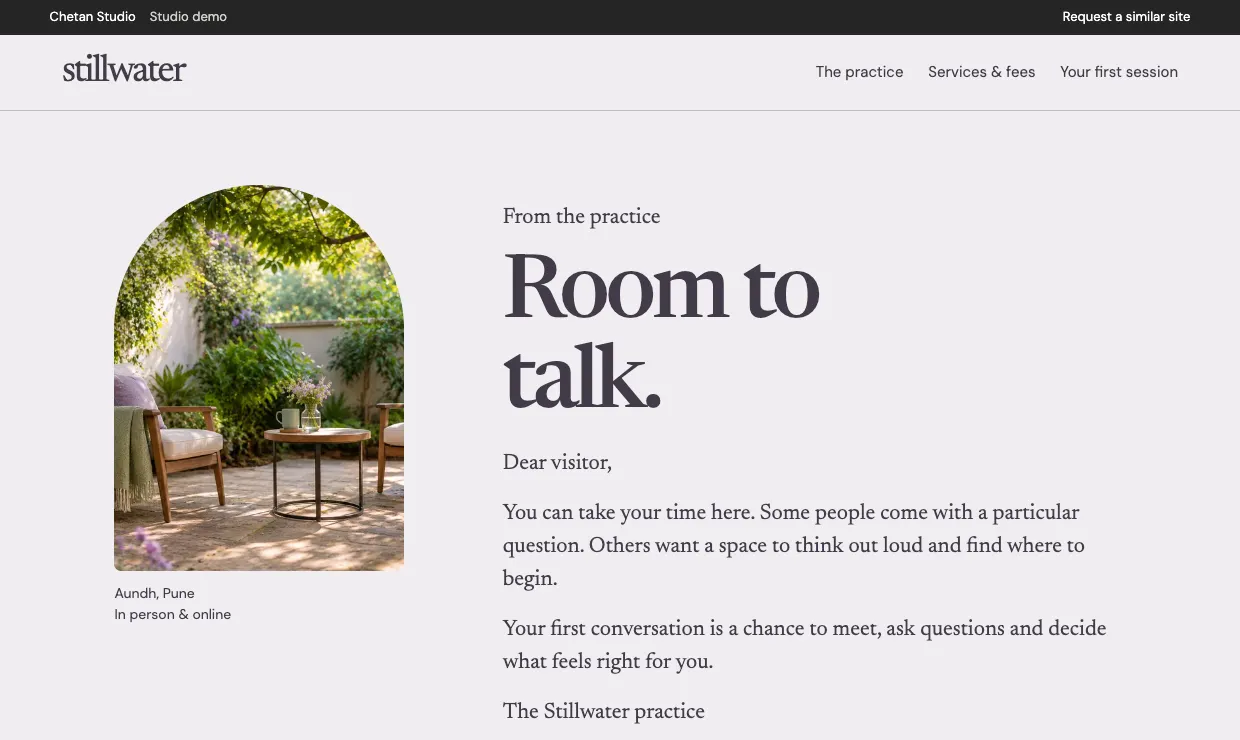 Chetan Studio Studio demo Request a similar site
stillwater The practice Services & fees Your first session
From the practice
Room to
talk.
Dear visitor,
You can take your time here. Some people come with a particular
question. Others want a space to think out loud and find where to
begin.
Your first conversation is a chance to meet, ask questions and decide
what feels right for you.
The Stillwater practice
Aundh, Pune
In person & online